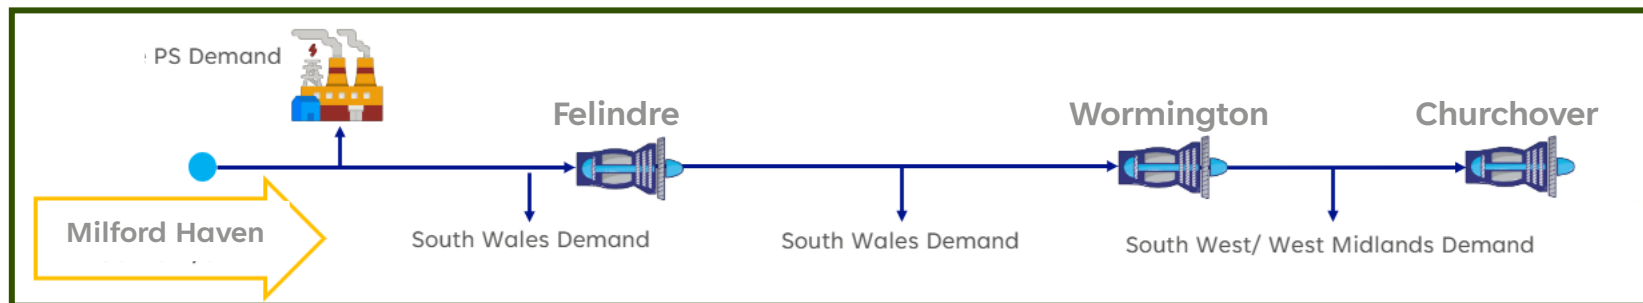 PS Demand
Felindre
Wormington
Churchover
Milford Haven
South Wales Demand
South Wales Demand
South West/ West Midlands Demand